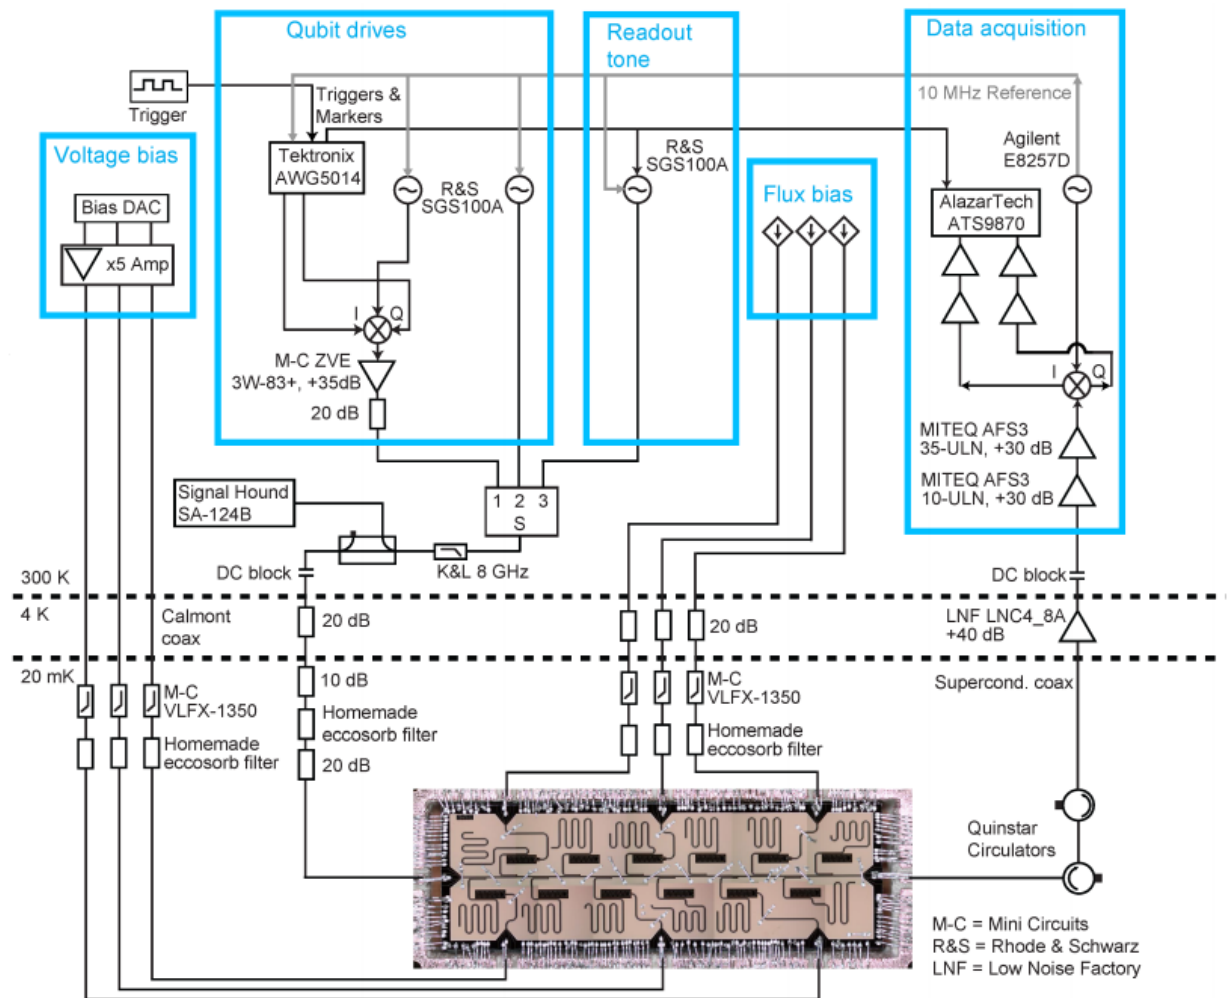 Qubit drives
Readout
tone
Data acquisition
Trigger
Triggers &
Markers
10 MHz Reference
Voltage bias
Bias DAC
x5 Amp
Tektronix
AWG5014
R&S
SGS100A
R&S
SGS100A
Agilent
E8257D
Flux bias
AlazarTech
ATS9870
I
Q
M-C ZVE
3W-83+, +35dB
20 dB
I
Q
MITEQ AFS3
35-ULN, +30 dB
MITEQ AFS3
10-ULN, +30 dB
Signal Hound
SA-124B
1 2 3
S
K&L 8 GHz
DC block
DC block
300 K
4 K
Calmont
coax
20 dB
20 dB
LNF LNC4_8A
+40 dB
20 mK
M-C
VLFX-1350
Homemade
eccosorb filter
10 dB
Homemade
eccosorb filter
20 dB
M-C
VLFX-1350
Homemade
eccosorb filter
Supercond. coax
Quinstar
Circulators
M-C = Mini Circuits
R&S = Rhode & Schwarz
LNF = Low Noise Factory